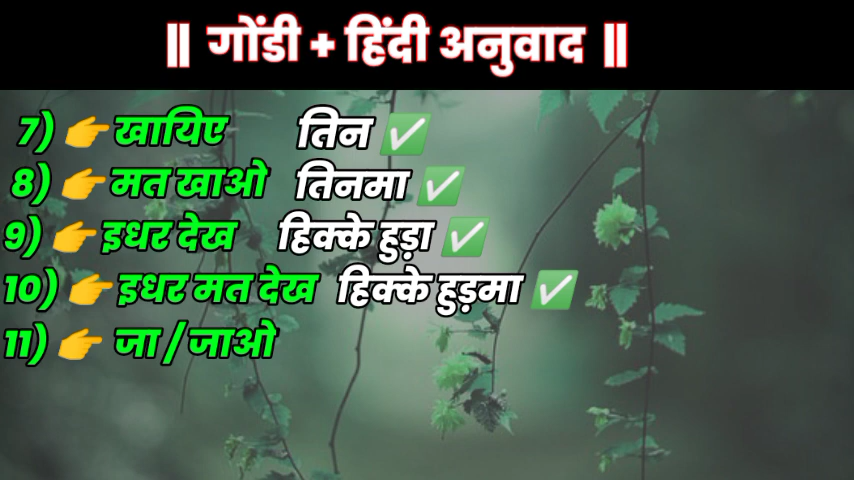 || गोंडी + हिंदी अनुवाद ||
7) 👉 खायिए तिन ✅
8) 👉 मत खाओ तिनमा ✅
9) 👉 इधर देख हिक्के हुड़ा ✅
10) 👉 इधर मत देख हिक्के हुड़मा ✅
11) 👉 जा / जाओ